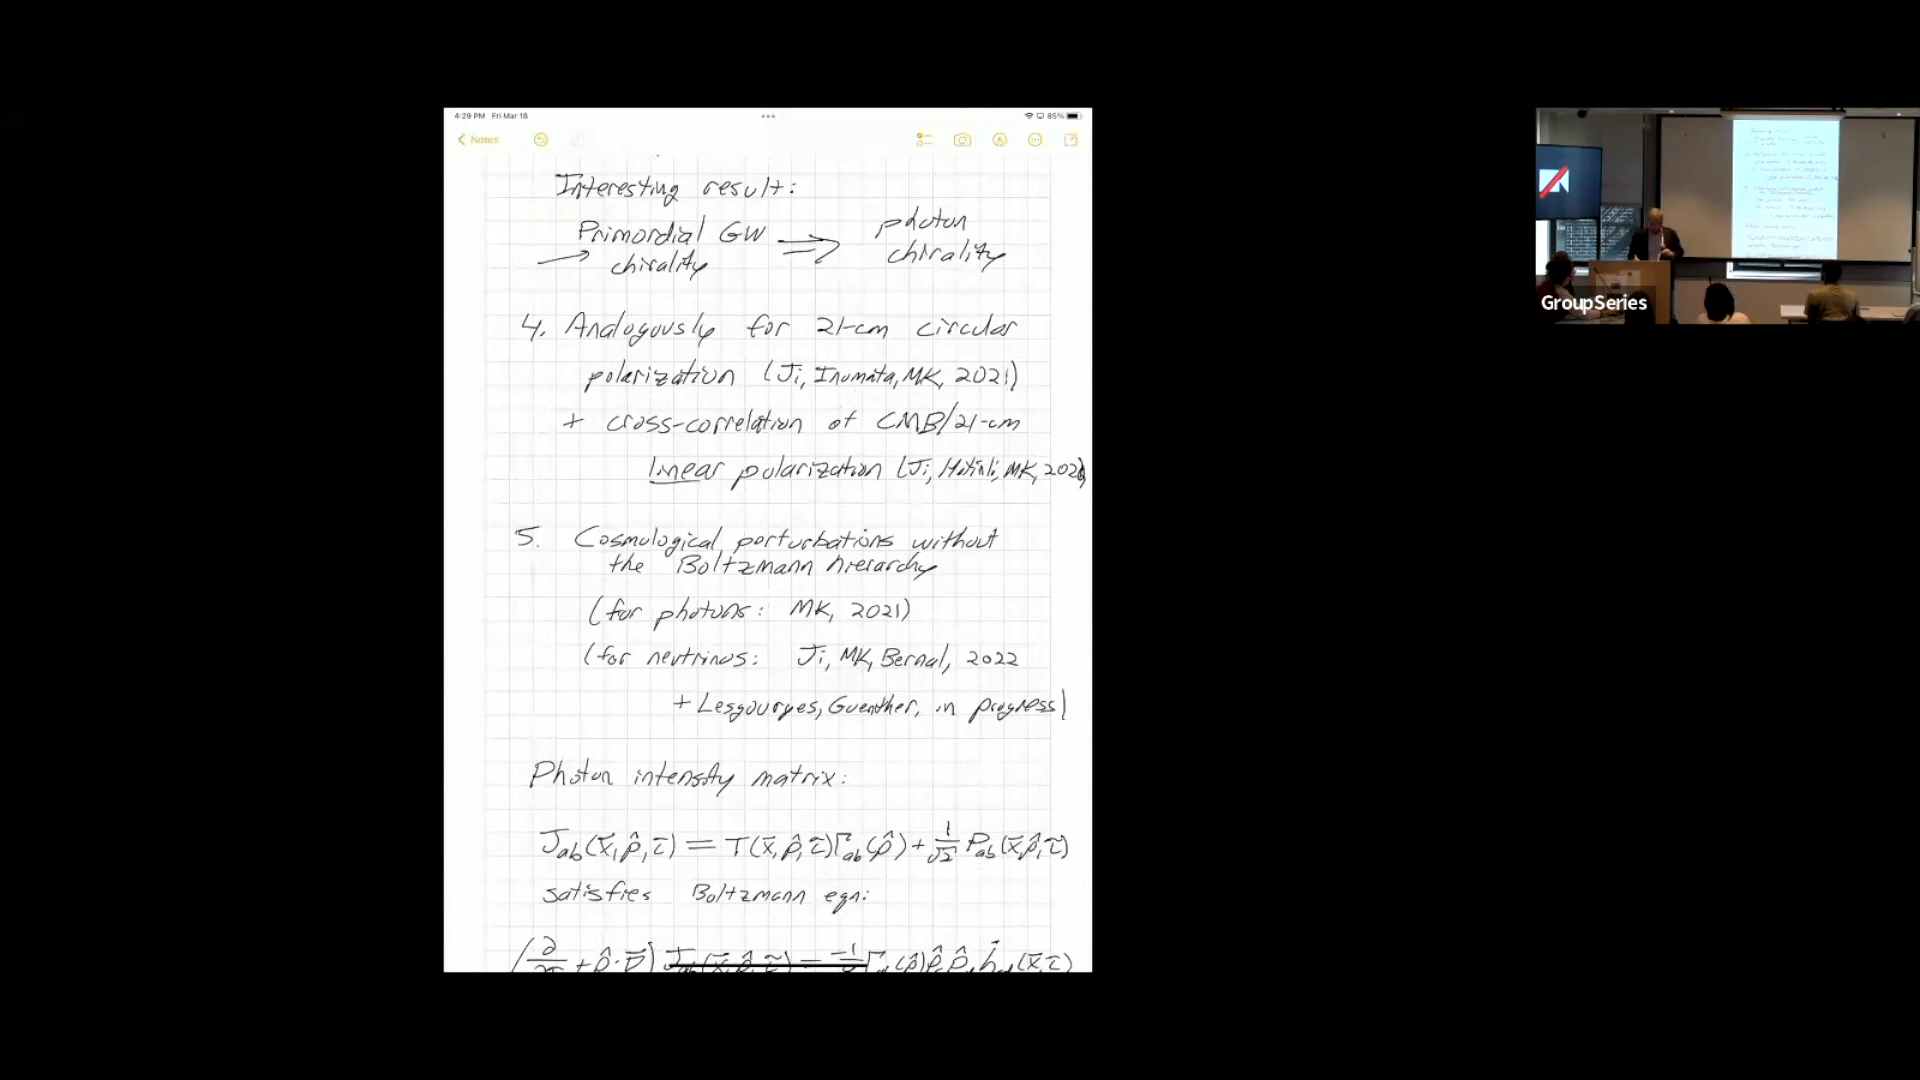 4:29 PM Fri Mar 18
85%
Notes
Interesting result:
Primordial GW ⟹ photon
→ chirality chirality
4. Analogously for 21-cm circular
polarization (Ji, Inomata, MK, 2021)
+ cross-correlation of CMB/21-cm
linear polarization (Ji, Hotinli, MK,
5. Cosmological perturbations without
the Boltzmann hierarchy
(for photons: MK, 2021)
(for neutrinos: Ji, MK, Bernal, 2022
+ Lesgourges, Guenther, in progress)
Photon intensity matrix:
J_ab(x̄, p̂, τ) = T(x̄, p̂, τ)Γ_ab(p̂) + 1/√2 P_ab(x̄, p̂, τ)
satisfies Boltzmann eqn:
(∂/∂τ + p̂·∇̄) J_ab(x̄, p̂, τ) =
GroupSeries